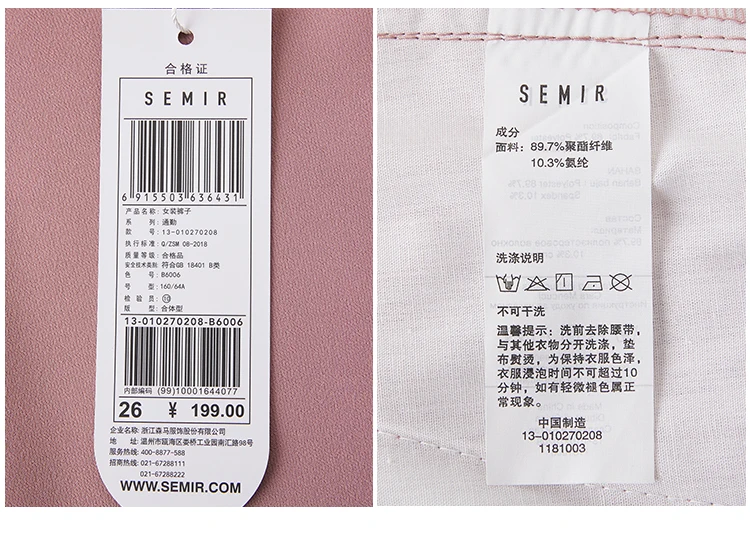 合格证
SEMIR
6 915503 636431
产品名称: 女装裤子
系 列: 通勤
款 号: 13-010270208
执行标准: Q/ZSM 08-2018
质量等级: 合格品
安全技术类别: 符合GB 18401 B类
色 号: B6006
号 型: 160/64A
检 验 员:
版 型: 合体型
13-010270208-B6006
内部编码 (99)10001644077
26 ¥ 199.00
企业名称: 浙江森马服饰股份有限公司
地 址: 温州市瓯海区娄桥工业园南汇路98号
服务热线: 400-8877-588
招商热线: 021-67288111
021-67288222
WWW.SEMIR.COM
SEMIR
成分
面料: 89.7%聚酯纤维
10.3%氨纶
洗涤说明
不可干洗
温馨提示: 洗前去除腰带,
与其他衣物分开洗涤, 垫
布熨烫, 为保持衣服色泽,
衣服浸泡时间不可超过10
分钟, 如有轻微褪色属正
常现象。
中国制造
13-010270208
1181003